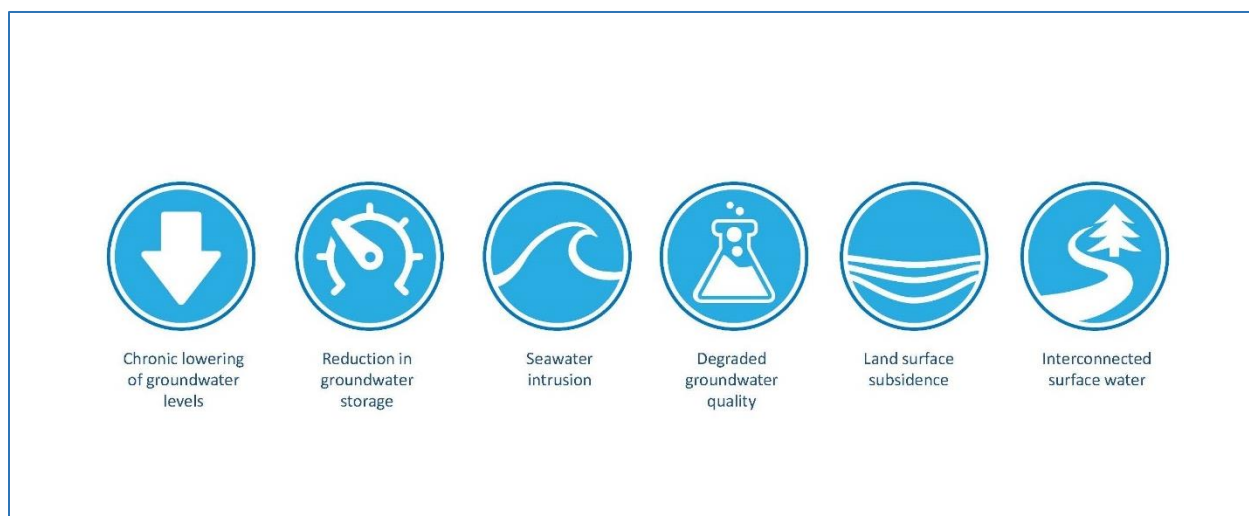 Chronic lowering
of groundwater
levels
Reduction in
groundwater
storage
Seawater
intrusion
Degraded
groundwater
quality
Land surface
subsidence
Interconnected
surface water